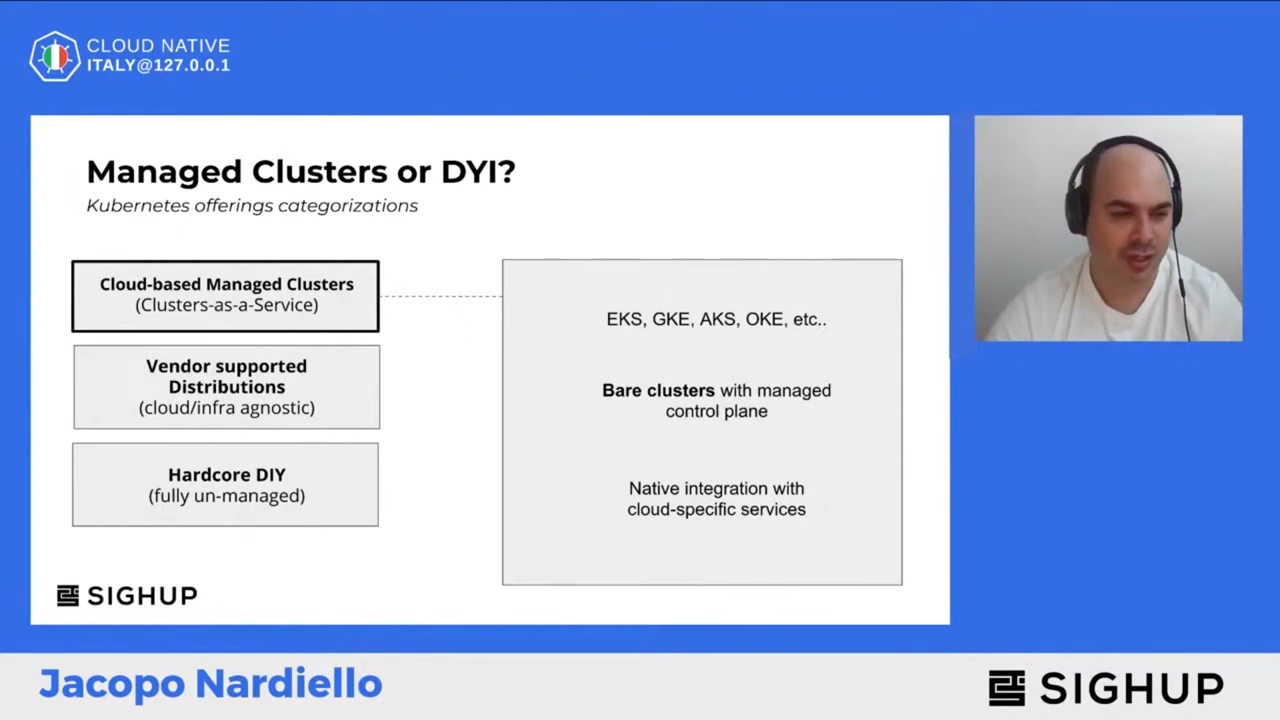 CLOUD NATIVE
ITALY@127.0.0.1
Managed Clusters or DYI?
Kubernetes offerings categorizations
Cloud-based Managed Clusters
(Clusters-as-a-Service)
Vendor supported
Distributions
(cloud/infra agnostic)
Hardcore DIY
(fully un-managed)
EKS, GKE, AKS, OKE, etc..
Bare clusters with managed
control plane
Native integration with
cloud-specific services
SIGHUP
Jacopo Nardiello
SIGHUP